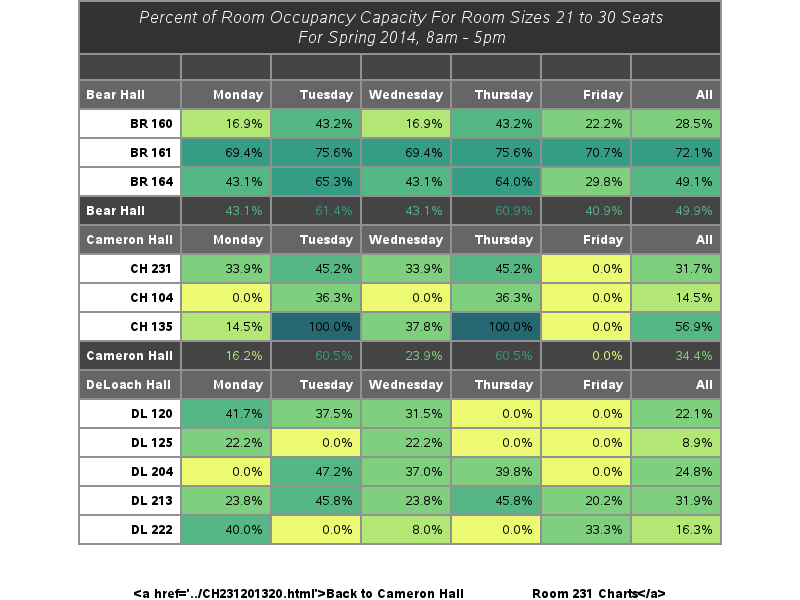 Percent of Room Occupancy Capacity For Room Sizes 21 to 30 Seats
For Spring 2014, 8am - 5pm
Bear Hall Monday Tuesday Wednesday Thursday Friday All
BR 160 16.9% 43.2% 16.9% 43.2% 22.2% 28.5%
BR 161 69.4% 75.6% 69.4% 75.6% 70.7% 72.1%
BR 164 43.1% 65.3% 43.1% 64.0% 29.8% 49.1%
Bear Hall 43.1% 61.4% 43.1% 60.9% 40.9% 49.9%
Cameron Hall Monday Tuesday Wednesday Thursday Friday All
CH 231 33.9% 45.2% 33.9% 45.2% 0.0% 31.7%
CH 104 0.0% 36.3% 0.0% 36.3% 0.0% 14.5%
CH 135 14.5% 100.0% 37.8% 100.0% 0.0% 56.9%
Cameron Hall 16.2% 60.5% 23.9% 60.5% 0.0% 34.4%
DeLoach Hall Monday Tuesday Wednesday Thursday Friday All
DL 120 41.7% 37.5% 31.5% 0.0% 0.0% 22.1%
DL 125 22.2% 0.0% 22.2% 0.0% 0.0% 8.9%
DL 204 0.0% 47.2% 37.0% 39.8% 0.0% 24.8%
DL 213 23.8% 45.8% 23.8% 45.8% 20.2% 31.9%
DL 222 40.0% 0.0% 8.0% 0.0% 33.3% 16.3%
<a href='../CH231201320.html'>Back to Cameron Hall Room 231 Charts</a>